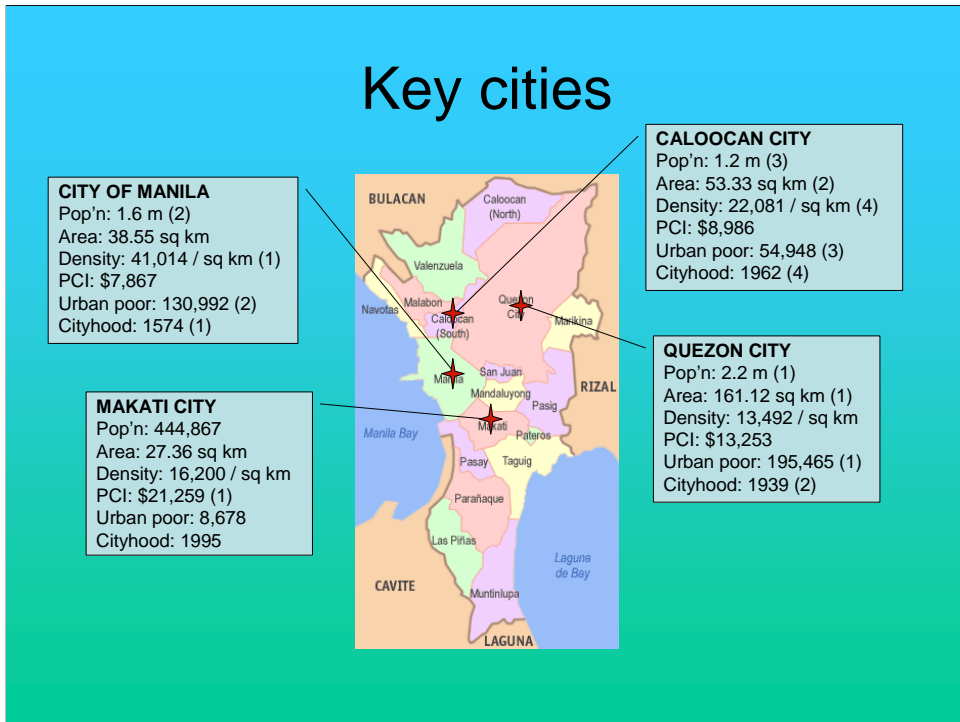 Key cities
CITY OF MANILA
Pop’n: 1.6 m (2)
Area: 38.55 sq km
Density: 41,014 / sq km (1)
PCI: $7,867
Urban poor: 130,992 (2)
Cityhood: 1574 (1)
CALOOCAN CITY
Pop’n: 1.2 m (3)
Area: 53.33 sq km (2)
Density: 22,081 / sq km (4)
PCI: $8,986
Urban poor: 54,948 (3)
Cityhood: 1962 (4)
MAKATI CITY
Pop’n: 444,867
Area: 27.36 sq km
Density: 16,200 / sq km
PCI: $21,259 (1)
Urban poor: 8,678
Cityhood: 1995
QUEZON CITY
Pop’n: 2.2 m (1)
Area: 161.12 sq km (1)
Density: 13,492 / sq km
PCI: $13,253
Urban poor: 195,465 (1)
Cityhood: 1939 (2)
BULACAN
Caloocan
(North)
Valenzuela
Malabon
Navotas
Caloocan
(South)
Quezon
City
Marikina
Manila
San Juan
Mandaluyong
RIZAL
Pasig
Makati
Pateros
Manila Bay
Pasay
Taguig
Parañaque
Las Piñas
Laguna
de Bay
CAVITE
Muntinlupa
LAGUNA